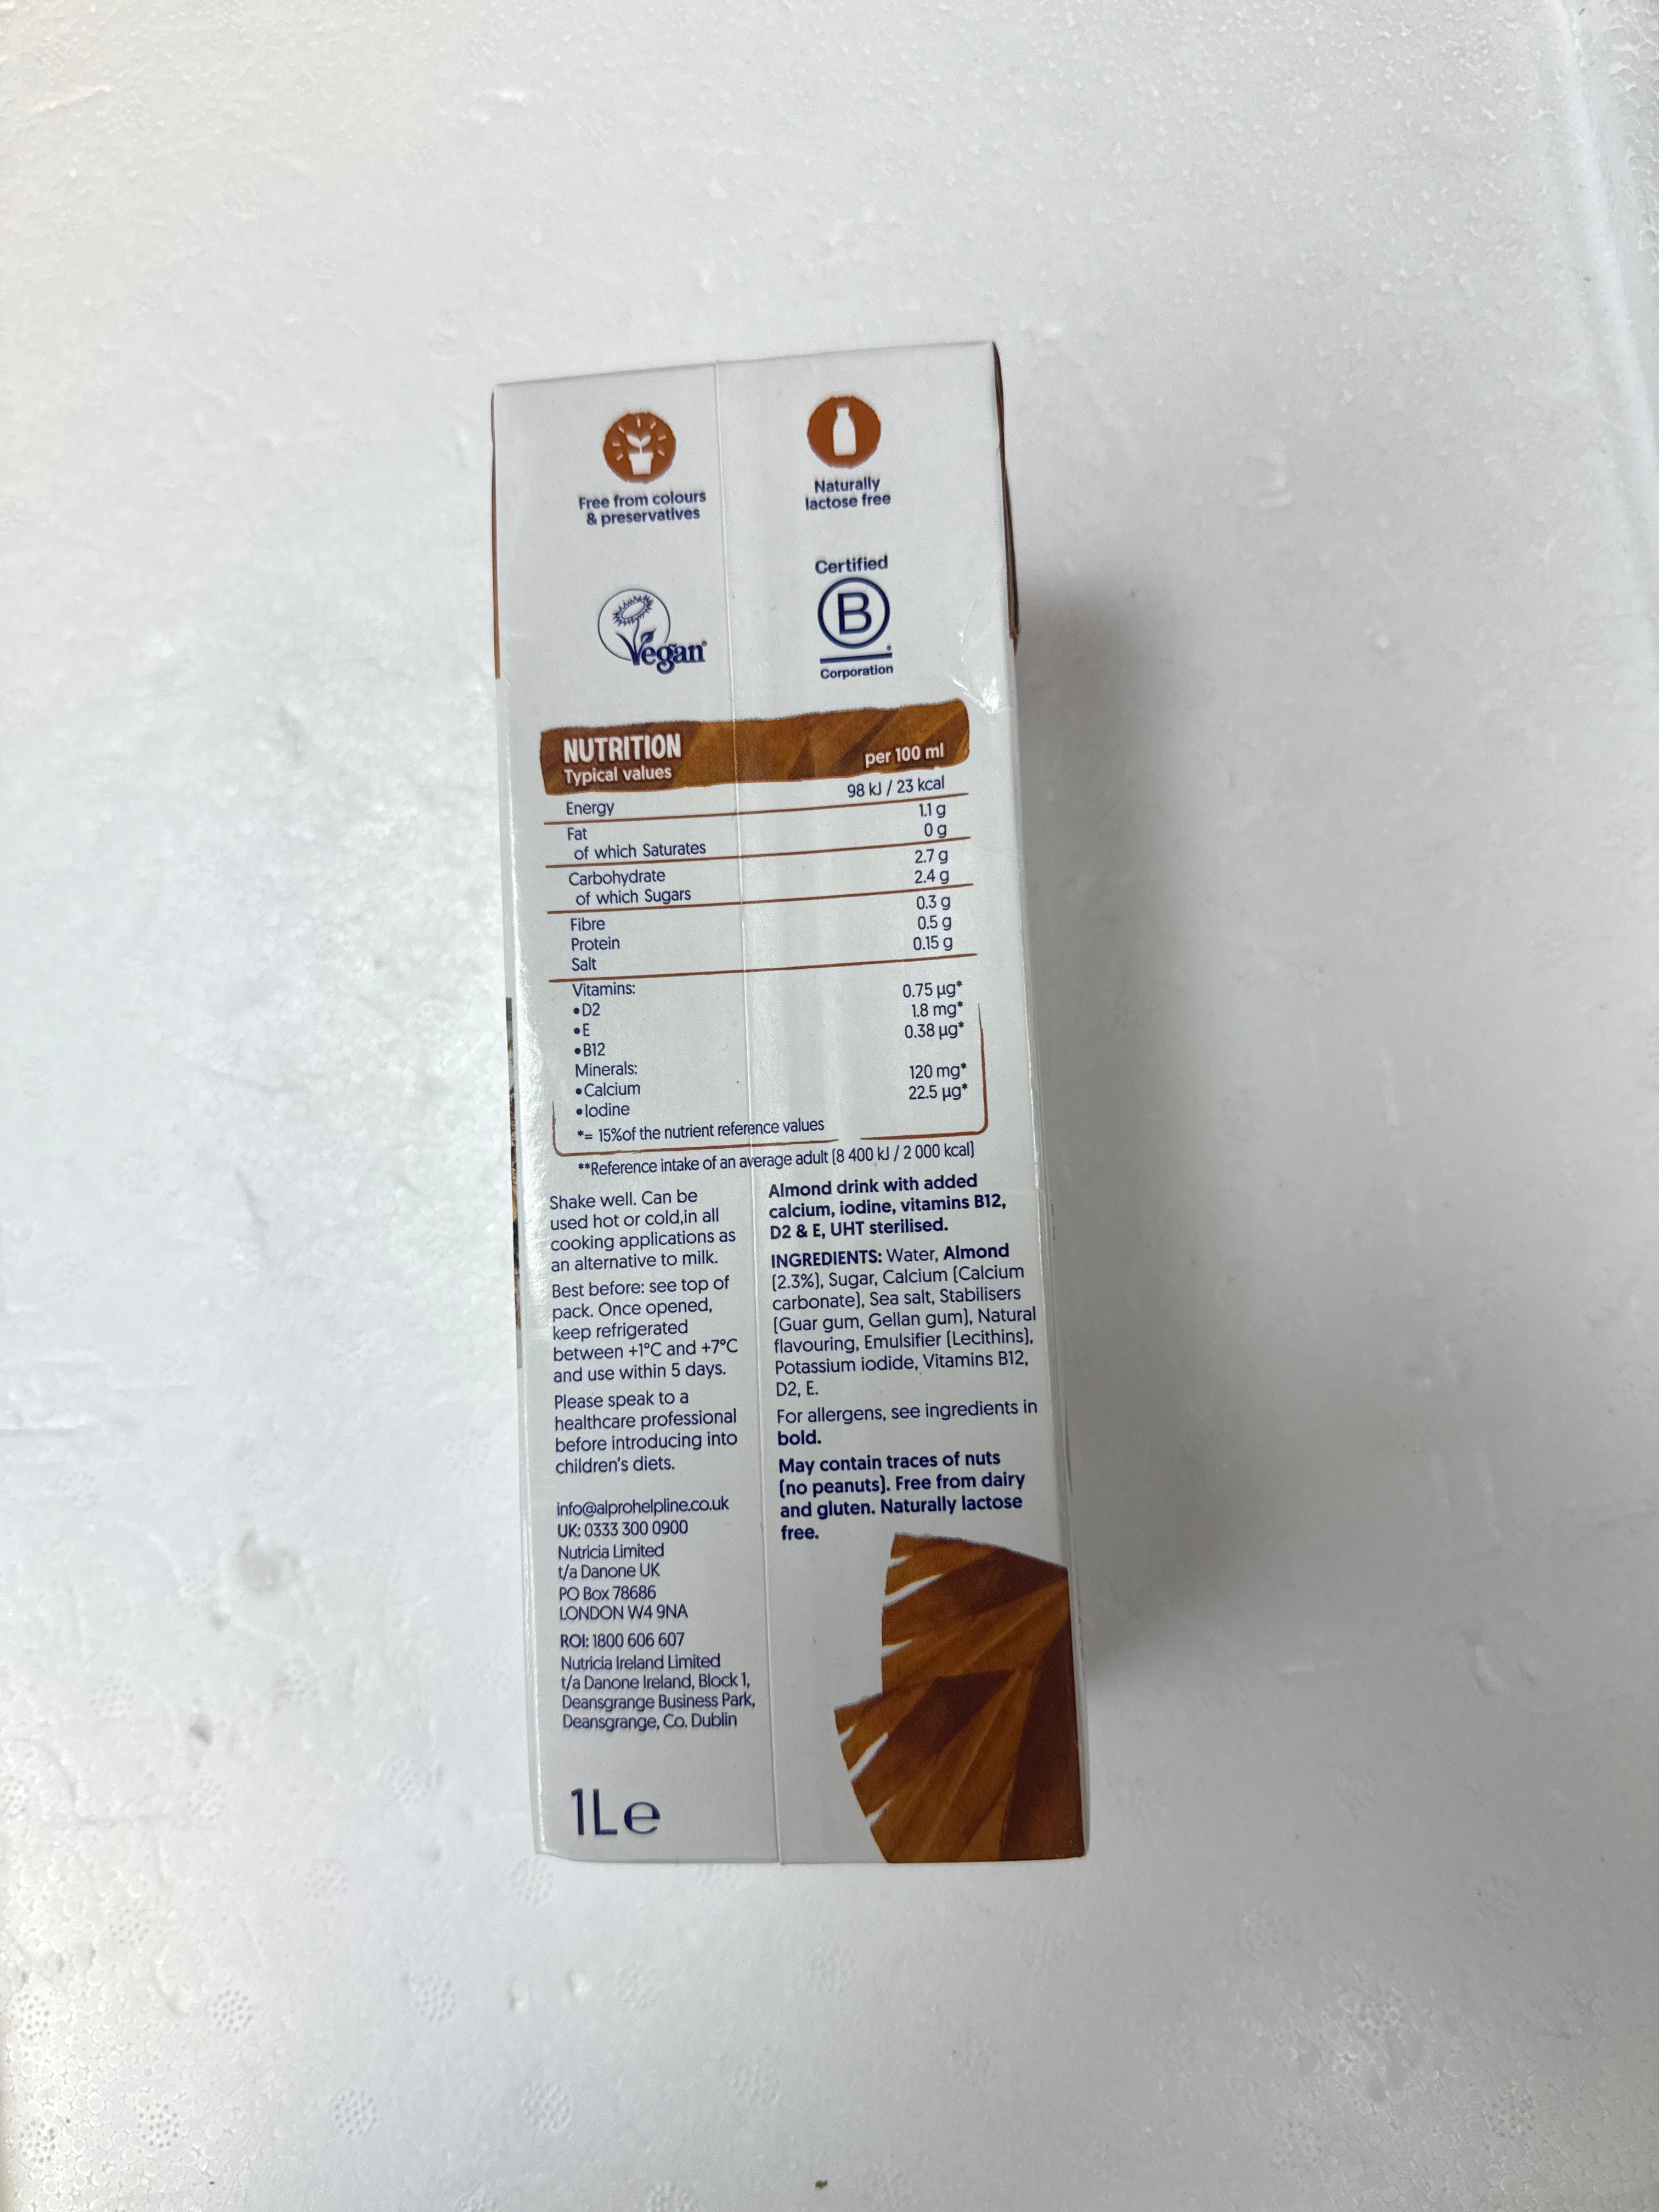 Free from colours
& preservatives
Naturally
lactose free
Vegan
Certified
B
Corporation
NUTRITION
Typical values per 100 ml
Energy 98 kJ / 23 kcal
Fat 1.1 g
of which Saturates 0 g
Carbohydrate 2.7 g
of which Sugars 2.4 g
Fibre 0.3 g
Protein 0.5 g
Salt 0.15 g
Vitamins:
•D2 0.75 µg*
•E 1.8 mg*
•B12 0.38 µg*
Minerals:
•Calcium 120 mg*
•Iodine 22.5 µg*
*= 15%of the nutrient reference values
**Reference intake of an average adult (8 400 kJ / 2 000 kcal)
Shake well. Can be
used hot or cold,in all
cooking applications as
an alternative to milk.
Best before: see top of
pack. Once opened,
keep refrigerated
between +1°C and +7°C
and use within 5 days.
Please speak to a
healthcare professional
before introducing into
children's diets.
info@alprohelpline.co.uk
UK: 0333 300 0900
Nutricia Limited
t/a Danone UK
PO Box 78686
LONDON W4 9NA
ROI: 1800 606 607
Nutricia Ireland Limited
t/a Danone Ireland, Block 1,
Deansgrange Business Park,
Deansgrange, Co. Dublin
1Le
Almond drink with added
calcium, iodine, vitamins B12,
D2 & E, UHT sterilised.
INGREDIENTS: Water, Almond
(2.3%), Sugar, Calcium (Calcium
carbonate), Sea salt, Stabilisers
(Guar gum, Gellan gum), Natural
flavouring, Emulsifier (Lecithins),
Potassium iodide, Vitamins B12,
D2, E.
For allergens, see ingredients in
bold.
May contain traces of nuts
(no peanuts). Free from dairy
and gluten. Naturally lactose
free.